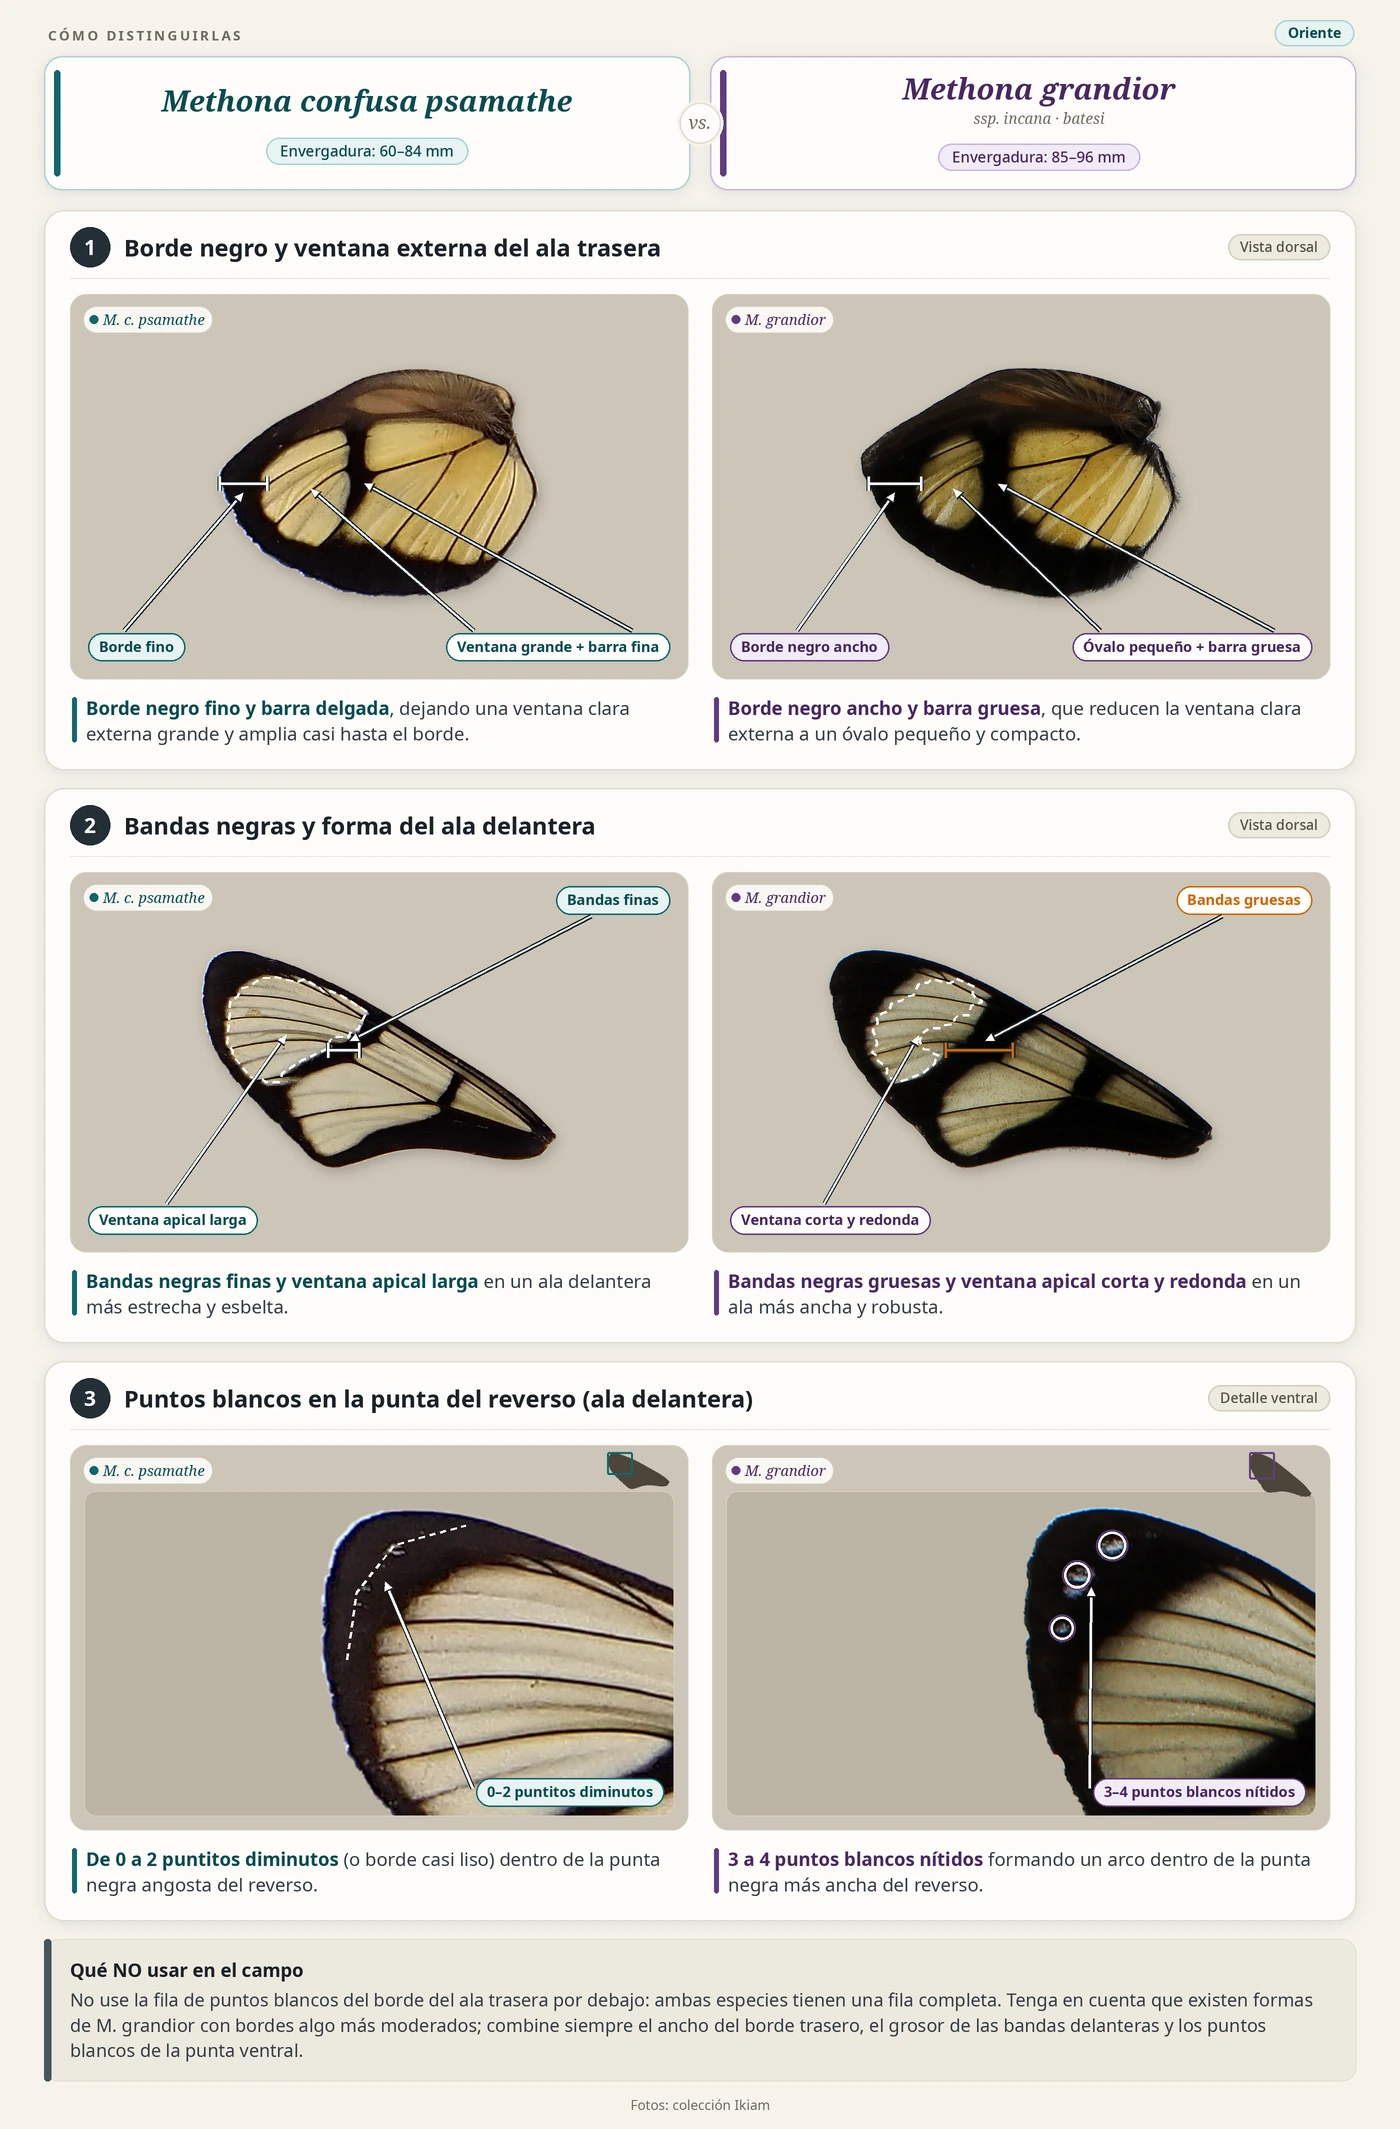 CÓMO DISTINGUIRLAS
Oriente
Methona confusa psamathe
Envergadura: 60–84 mm
vs.
Methona grandior
ssp. incana · batesi
Envergadura: 85–96 mm
1 Borde negro y ventana externa del ala trasera
Vista dorsal
M. c. psamathe
Borde fino
Ventana grande + barra fina
M. grandior
Borde negro ancho
Óvalo pequeño + barra gruesa
Borde negro fino y barra delgada, dejando una ventana clara
externa grande y amplia casi hasta el borde.
Borde negro ancho y barra gruesa, que reducen la ventana clara
externa a un óvalo pequeño y compacto.
2 Bandas negras y forma del ala delantera
Vista dorsal
M. c. psamathe
Bandas finas
Ventana apical larga
M. grandior
Bandas gruesas
Ventana corta y redonda
Bandas negras finas y ventana apical larga en un ala delantera
más estrecha y esbelta.
Bandas negras gruesas y ventana apical corta y redonda en un
ala más ancha y robusta.
3 Puntos blancos en la punta del reverso (ala delantera)
Detalle ventral
M. c. psamathe
0–2 puntitos diminutos
M. grandior
3–4 puntos blancos nítidos
De 0 a 2 puntitos diminutos (o borde casi liso) dentro de la punta
negra angosta del reverso.
3 a 4 puntos blancos nítidos formando un arco dentro de la punta
negra más ancha del reverso.
Qué NO usar en el campo
No use la fila de puntos blancos del borde del ala trasera por debajo: ambas especies tienen una fila completa. Tenga en cuenta que existen formas
de M. grandior con bordes algo más moderados; combine siempre el ancho del borde trasero, el grosor de las bandas delanteras y los puntos
blancos de la punta ventral.
Fotos: colección Ikiam